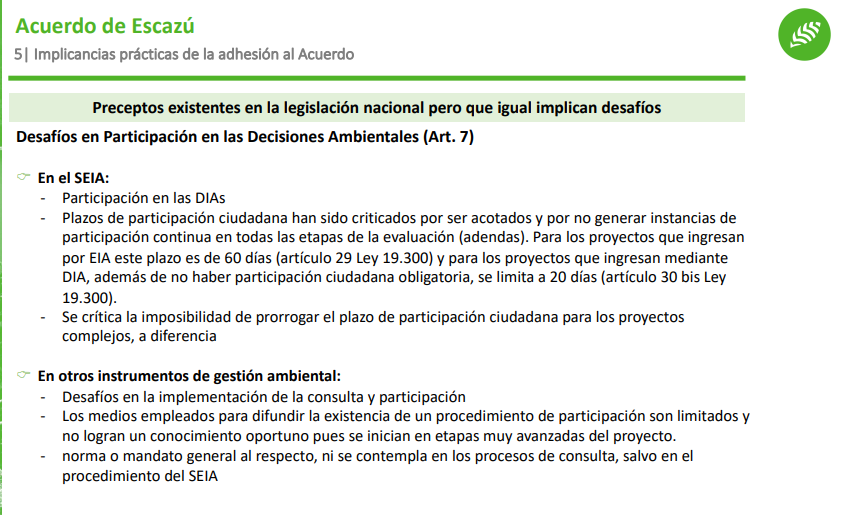 Acuerdo de Escazú
5| Implicancias prácticas de la adhesión al Acuerdo
Preceptos existentes en la legislación nacional pero que igual implican desafíos
Desafíos en Participación en las Decisiones Ambientales (Art. 7)
En el SEIA:
- Participación en las DIAs
- Plazos de participación ciudadana han sido criticados por ser acotados y por no generar instancias de
participación continua en todas las etapas de la evaluación (adendas). Para los proyectos que ingresan
por EIA este plazo es de 60 días (artículo 29 Ley 19.300) y para los proyectos que ingresan mediante
DIA, además de no haber participación ciudadana obligatoria, se limita a 20 días (artículo 30 bis Ley
19.300).
- Se crítica la imposibilidad de prorrogar el plazo de participación ciudadana para los proyectos
complejos, a diferencia
En otros instrumentos de gestión ambiental:
- Desafíos en la implementación de la consulta y participación
- Los medios empleados para difundir la existencia de un procedimiento de participación son limitados y
no logran un conocimiento oportuno pues se inician en etapas muy avanzadas del proyecto.
- norma o mandato general al respecto, ni se contempla en los procesos de consulta, salvo en el
procedimiento del SEIA